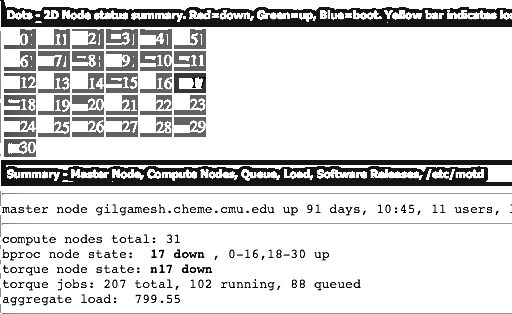 Dots - 2D Node status summary. Red=down, Green=up, Blue=boot. Yellow bar indicates
0 1 2 3 4 5
6 7 8 9 10 11
12 13 14 15 16 17
18 19 20 21 22 23
24 25 26 27 28 29
30
Summary - Master Node, Compute Nodes, Queue, Load, Software Releases, /etc/motd
master node gilgamesh.cheme.cmu.edu up 91 days, 10:45, 11 users,
compute nodes total: 31
bproc node state: 17 down , 0-16,18-30 up
torque node state: n17 down
torque jobs: 207 total, 102 running, 88 queued
aggregate load: 799.55